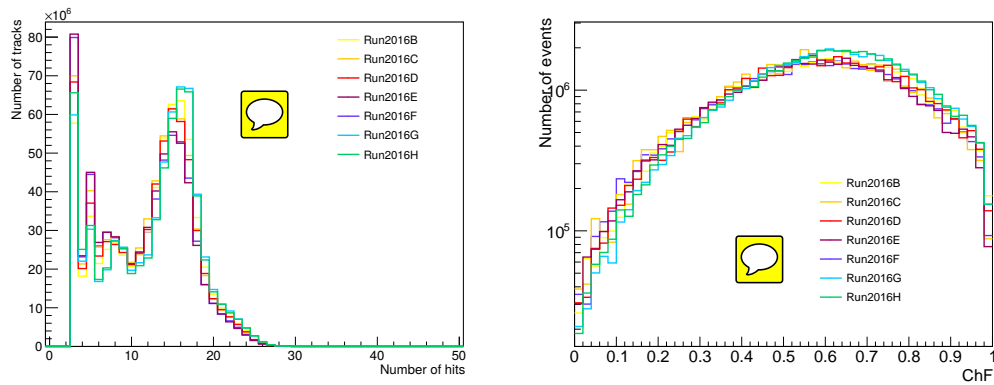 ×10⁶
Number of tracks
80
70
60
50
40
30
20
10
0
0 10 20 30 40 50
Number of hits
Run2016B
Run2016C
Run2016D
Run2016E
Run2016F
Run2016G
Run2016H
Number of events
10⁶
10⁵
0 0.1 0.2 0.3 0.4 0.5 0.6 0.7 0.8 0.9 1
ChF
Run2016B
Run2016C
Run2016D
Run2016E
Run2016F
Run2016G
Run2016H